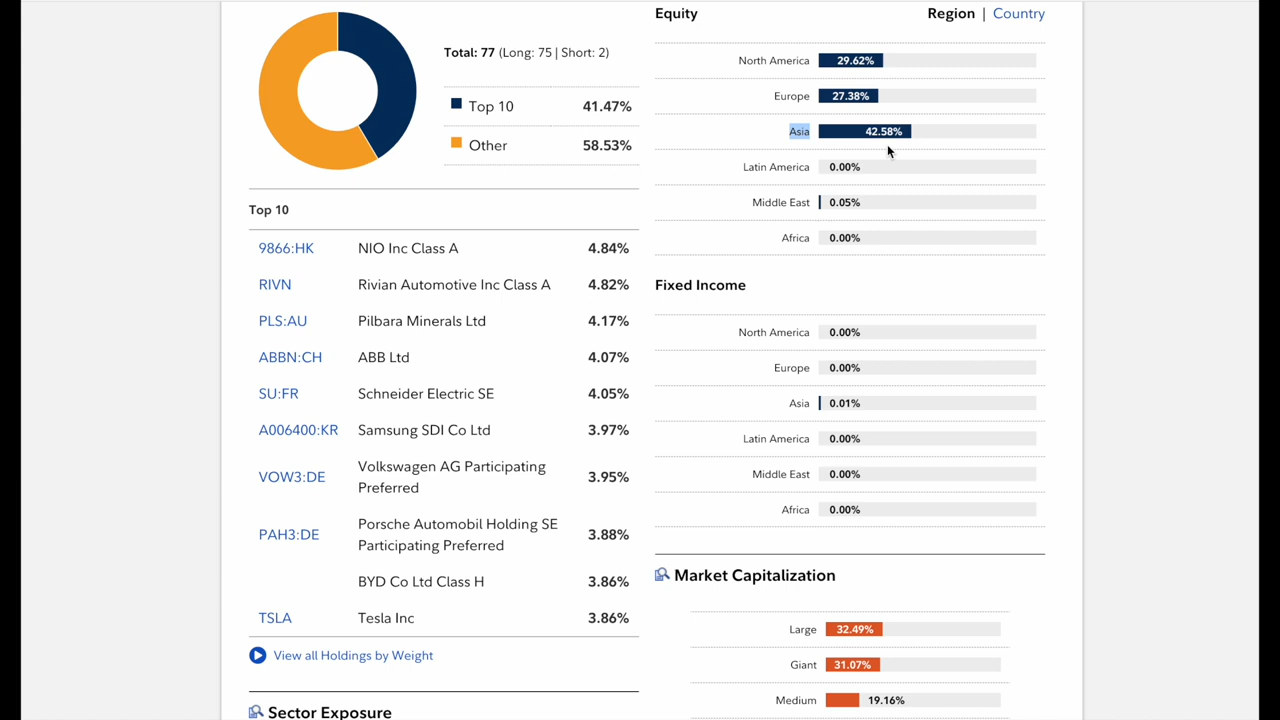 Total: 77 (Long: 75 | Short: 2)
Top 10 41.47%
Other 58.53%
Top 10
9866:HK NIO Inc Class A 4.84%
RIVN Rivian Automotive Inc Class A 4.82%
PLS:AU Pilbara Minerals Ltd 4.17%
ABBN:CH ABB Ltd 4.07%
SU:FR Schneider Electric SE 4.05%
A006400:KR Samsung SDI Co Ltd 3.97%
VOW3:DE Volkswagen AG Participating
Preferred 3.95%
PAH3:DE Porsche Automobil Holding SE
Participating Preferred 3.88%
BYD Co Ltd Class H 3.86%
TSLA Tesla Inc 3.86%
View all Holdings by Weight
Sector Exposure
Equity Region | Country
North America 29.62%
Europe 27.38%
Asia 42.58%
Latin America 0.00%
Middle East 0.05%
Africa 0.00%
Fixed Income
North America 0.00%
Europe 0.00%
Asia 0.01%
Latin America 0.00%
Middle East 0.00%
Africa 0.00%
Market Capitalization
Large 32.49%
Giant 31.07%
Medium 19.16%